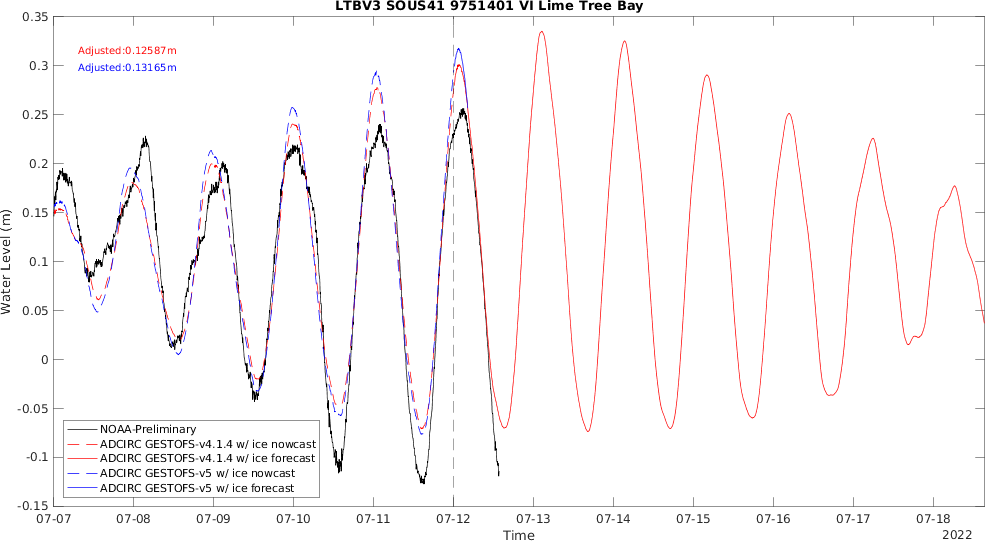 LTBV3 SOUS41 9751401 VI Lime Tree Bay
Adjusted:0.12587m
Adjusted:0.13165m
Water Level (m)
0.35
0.3
0.25
0.2
0.15
0.1
0.05
0
-0.05
-0.1
-0.15
NOAA-Preliminary
ADCIRC GESTOFS-v4.1.4 w/ ice nowcast
ADCIRC GESTOFS-v4.1.4 w/ ice forecast
ADCIRC GESTOFS-v5 w/ ice nowcast
ADCIRC GESTOFS-v5 w/ ice forecast
07-07 07-08 07-09 07-10 07-11 07-12 07-13 07-14 07-15 07-16 07-17 07-18
Time
2022